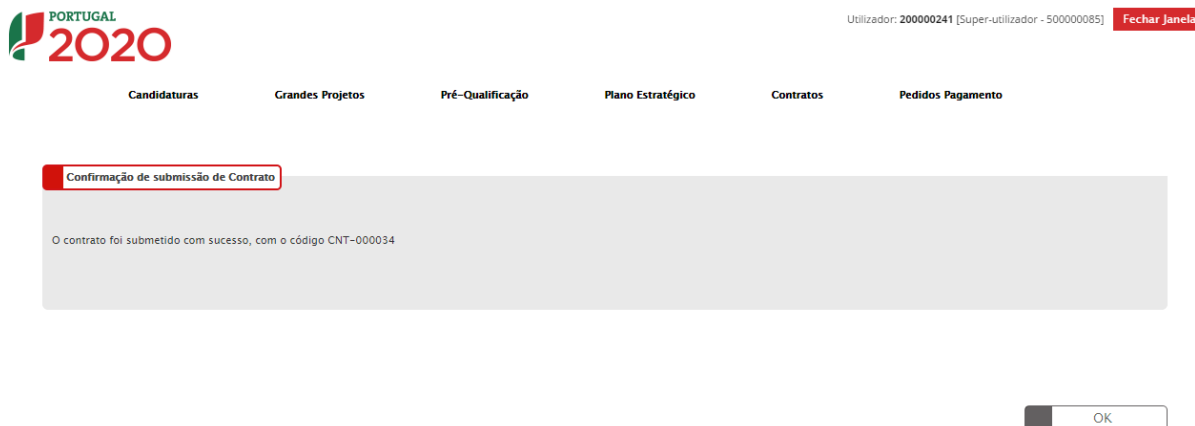 PORTUGAL
2020
Utilizador: 200000241 [Super-utilizador - 500000085]
Fechar Janela
Candidaturas Grandes Projetos Pré-Qualificação Plano Estratégico Contratos Pedidos Pagamento
Confirmação de submissão de Contrato
O contrato foi submetido com sucesso, com o código CNT-000034
OK